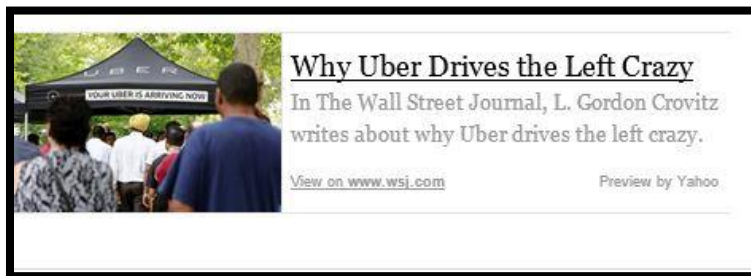 UBER
YOUR UBER IS ARRIVING NOW
Why Uber Drives the Left Crazy
In The Wall Street Journal, L. Gordon Crovitz
writes about why Uber drives the left crazy.
View on www.wsj.com
Preview by Yahoo